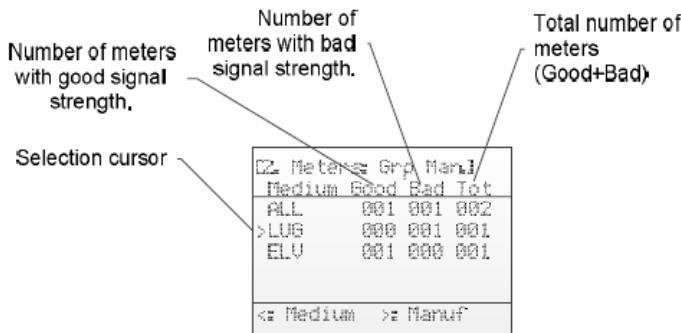 Number of meters
with good signal
strength.
Number of
meters with bad
signal strength.
Total number of
meters
(Good+Bad)
Selection cursor
[2. Meters: Grp Man.]
Medium Good Bad Tot
ALL 001 001 002
>LUG 000 001 001
ELV 001 000 001
<: Medium >: Manuf